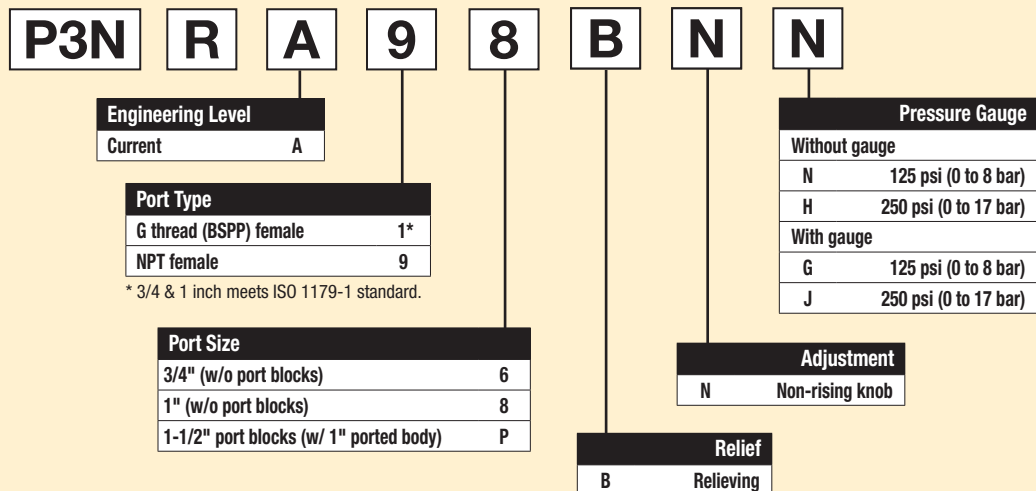 P3N R A 9 8 B N N
Engineering Level
Current A
Port Type
G thread (BSPP) female 1*
NPT female 9
* 3/4 & 1 inch meets ISO 1179-1 standard.
Port Size
3/4" (w/o port blocks) 6
1" (w/o port blocks) 8
1-1/2" port blocks (w/ 1" ported body) P
Pressure Gauge
Without gauge
N 125 psi (0 to 8 bar)
H 250 psi (0 to 17 bar)
With gauge
G 125 psi (0 to 8 bar)
J 250 psi (0 to 17 bar)
Adjustment
N Non-rising knob
Relief
B Relieving